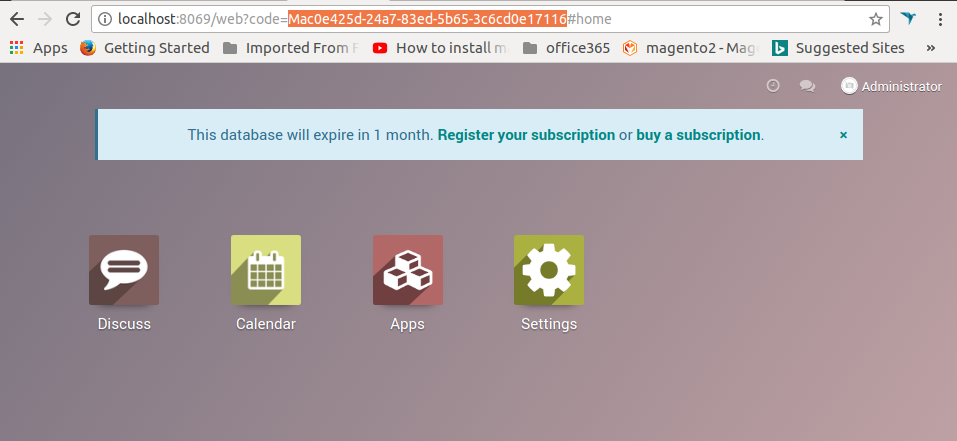 localhost:8069/web?code=Mac0e425d-24a7-83ed-5b65-3c6cd0e17116#home
Apps Getting Started Imported From F How to install m office365 magento2 - Mag Suggested Sites »
Administrator
This database will expire in 1 month. Register your subscription or buy a subscription. ×
Discuss Calendar Apps Settings